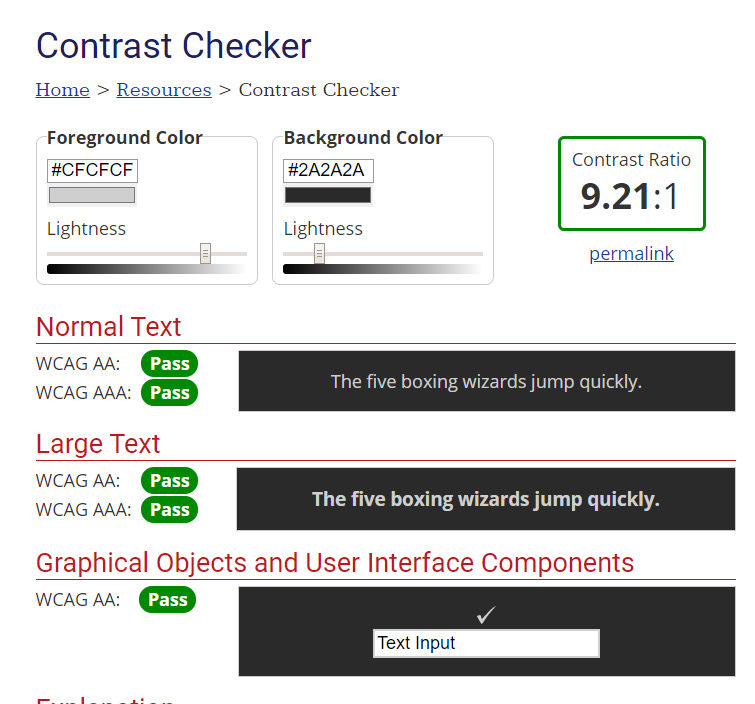 Contrast Checker
Home > Resources > Contrast Checker
Foreground Color
#CFCFCF
Lightness
Background Color
#2A2A2A
Lightness
Contrast Ratio
9.21:1
permalink
Normal Text
WCAG AA: Pass
WCAG AAA: Pass
The five boxing wizards jump quickly.
Large Text
WCAG AA: Pass
WCAG AAA: Pass
The five boxing wizards jump quickly.
Graphical Objects and User Interface Components
WCAG AA: Pass
✓
Text Input
Explanation